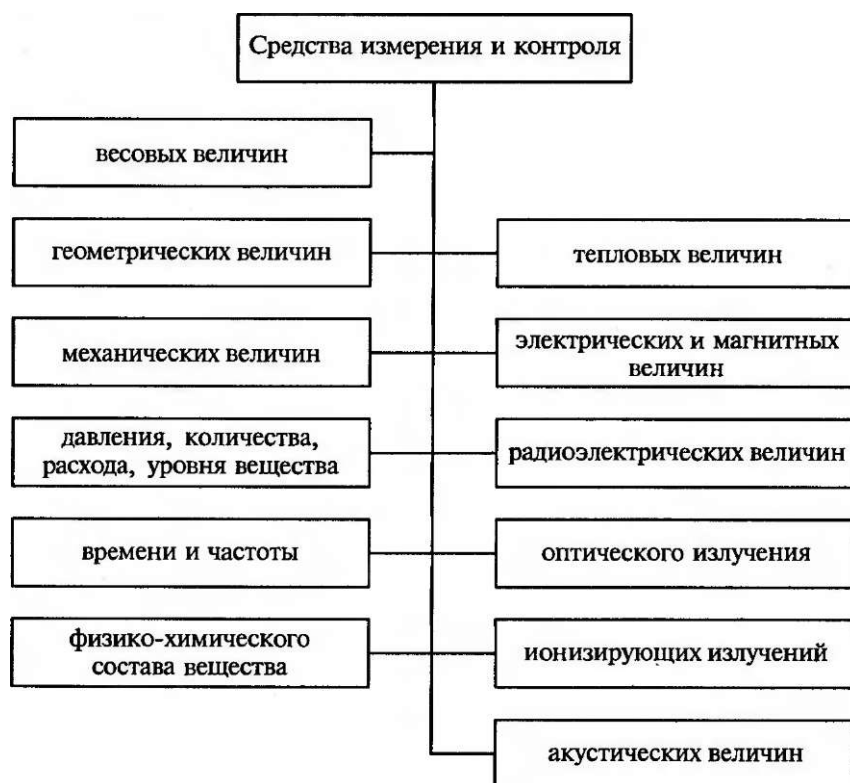 Средства измерения и контроля
весовых величин
геометрических величин
механических величин
давления, количества,
расхода, уровня вещества
времени и частоты
физико-химического
состава вещества
тепловых величин
электрических и магнитных
величин
радиоэлектрических величин
оптического излучения
ионизирующих излучений
акустических величин